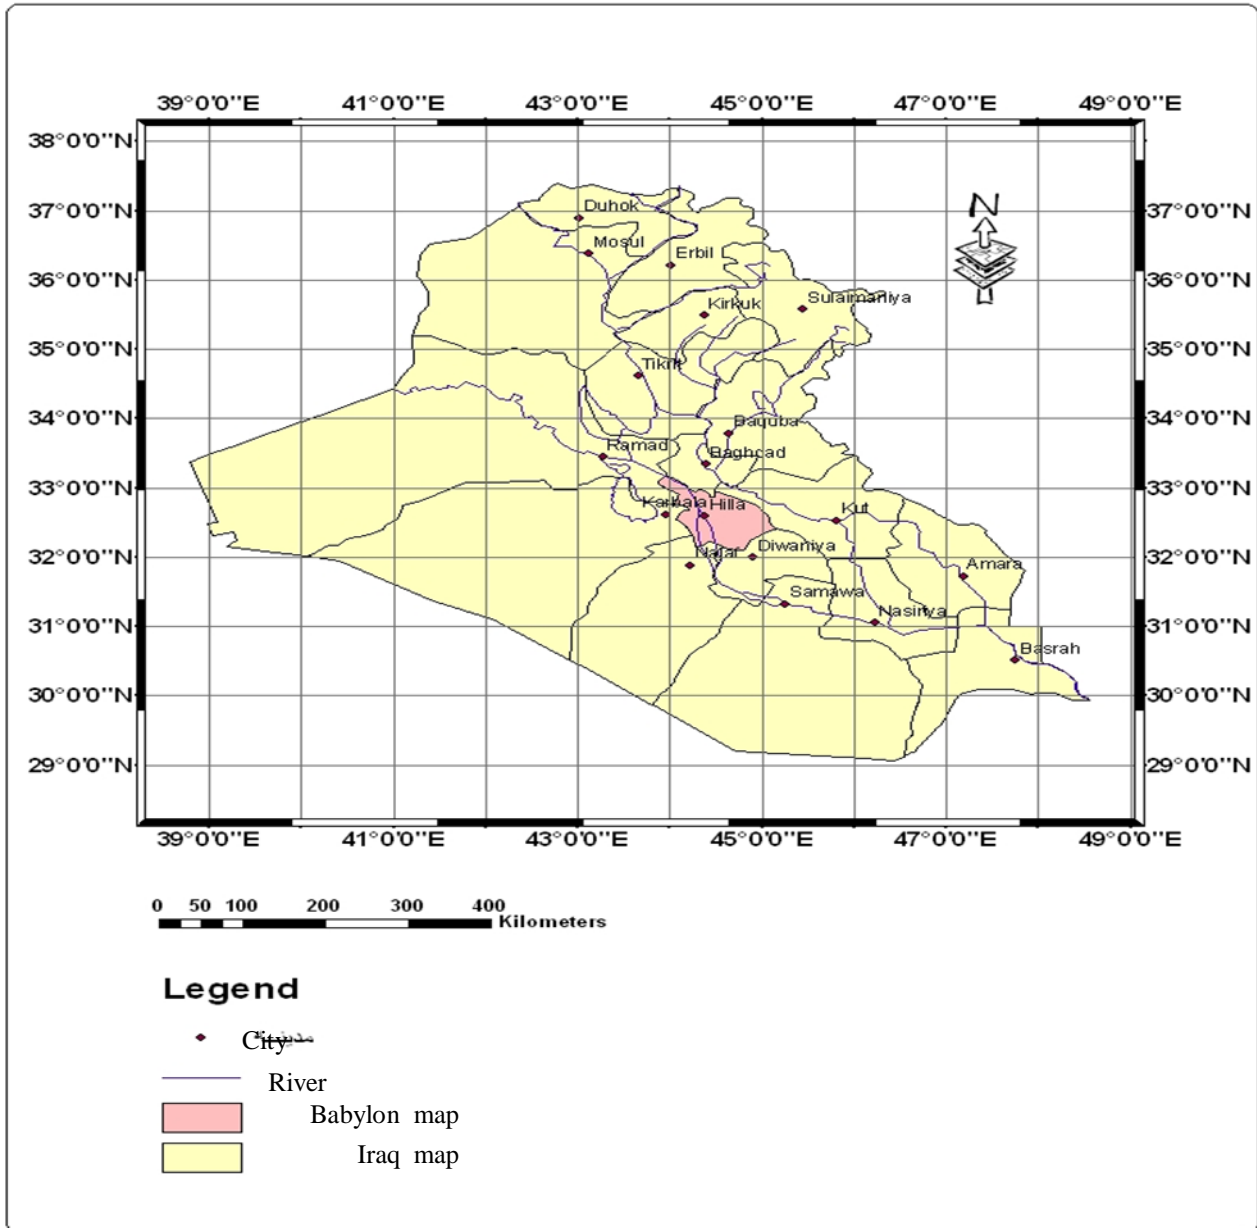 39°0'0"E 41°0'0"E 43°0'0"E 45°0'0"E 47°0'0"E 49°0'0"E
38°0'0"N
37°0'0"N 37°0'0"N
36°0'0"N 36°0'0"N
35°0'0"N 35°0'0"N
34°0'0"N 34°0'0"N
33°0'0"N 33°0'0"N
32°0'0"N 32°0'0"N
31°0'0"N 31°0'0"N
30°0'0"N 30°0'0"N
29°0'0"N 29°0'0"N
N
Duhok
Mosul
Erbil
Sulaimaniya
Kirkuk
Tikrit
Baquba
Ramad
Baghdad
Karbala Hilla
Kut
Najaf
Diwaniya
Amara
Samawa
Nasiriya
Basrah
39°0'0"E 41°0'0"E 43°0'0"E 45°0'0"E 47°0'0"E 49°0'0"E
0 50 100 200 300 400
Kilometers
Legend
City مدينة
River
Babylon map
Iraq map